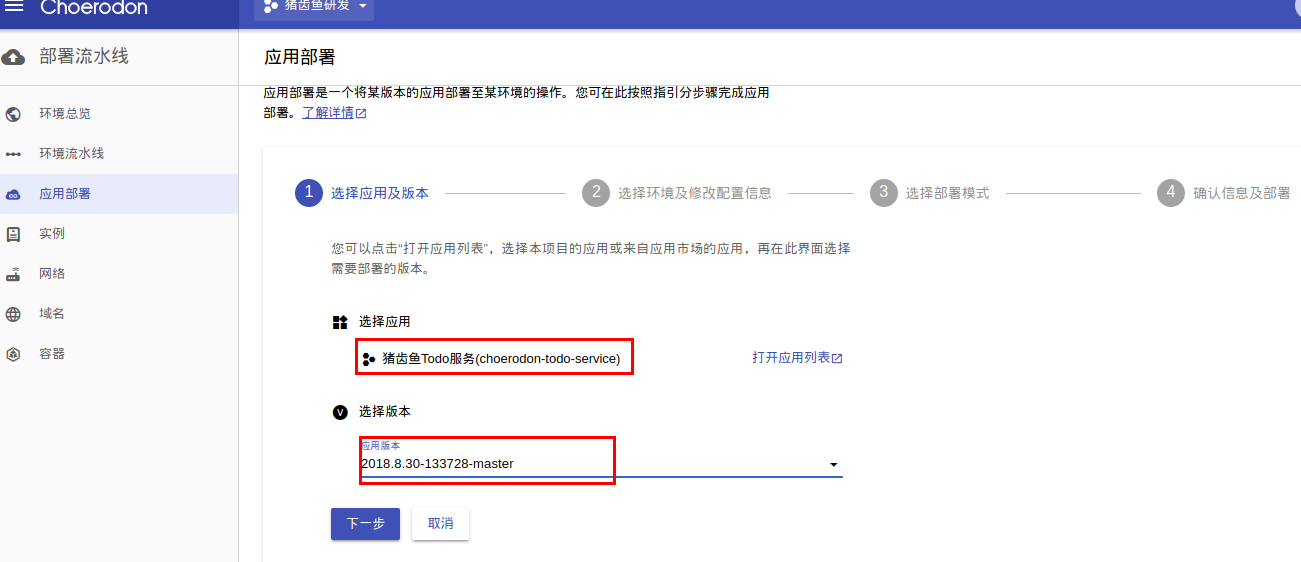 Choerodon
猪齿鱼研发
部署流水线
环境总览
环境流水线
应用部署
实例
网络
域名
容器
应用部署
应用部署是一个将某版本的应用部署至某环境的操作。您可在此按照指引分步骤完成应用
部署。了解详情
1 选择应用及版本
2 选择环境及修改配置信息
3 选择部署模式
4 确认信息及部署
您可以点击“打开应用列表”，选择本项目的应用或来自应用市场的应用，再在此界面选择
需要部署的版本。
选择应用
猪齿鱼Todo服务(choerodon-todo-service)
打开应用列表
V 选择版本
应用版本
2018.8.30-133728-master
下一步
取消